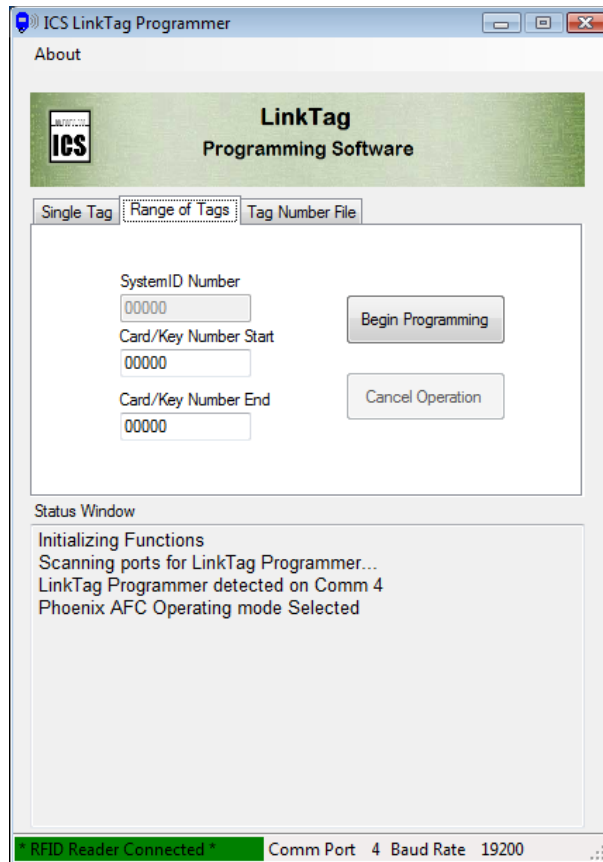 ICS LinkTag Programmer
About
ICS
LinkTag
Programming Software
Single Tag
Range of Tags
Tag Number File
SystemID Number
00000
Card/Key Number Start
00000
Card/Key Number End
00000
Begin Programming
Cancel Operation
Status Window
Initializing Functions
Scanning ports for LinkTag Programmer...
LinkTag Programmer detected on Comm 4
Phoenix AFC Operating mode Selected
* RFID Reader Connected * Comm Port 4 Baud Rate 19200